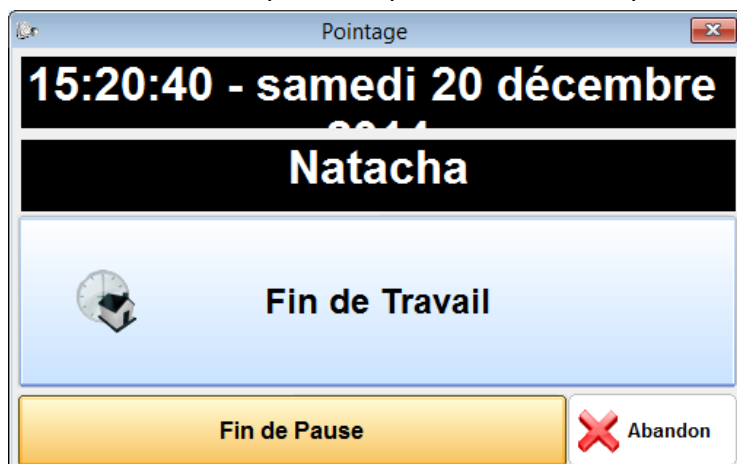 Pointage
15:20:40 - samedi 20 décembre
Natacha
Fin de Travail
Fin de Pause
Abandon